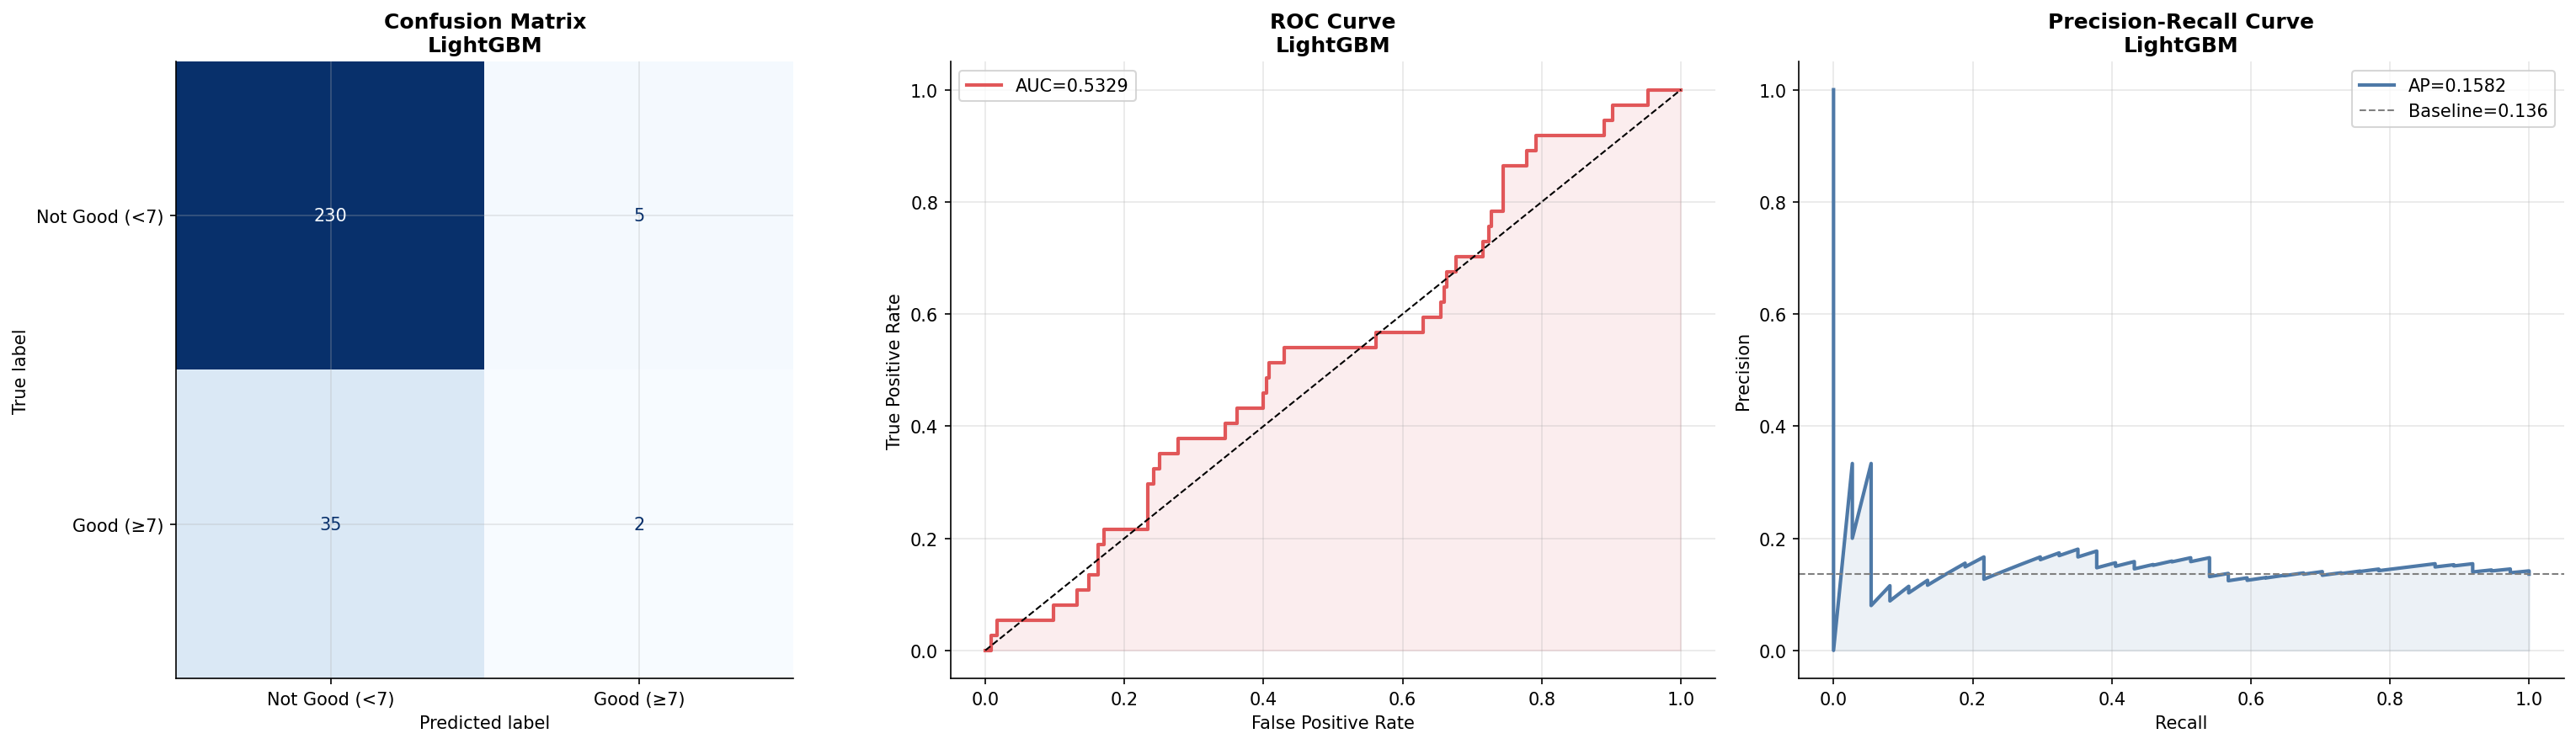 Confusion Matrix
LightGBM
True label
Not Good (<7)
Good (≥7)
230
5
35
2
Not Good (<7)
Good (≥7)
Predicted label
ROC Curve
LightGBM
AUC=0.5329
True Positive Rate
1.0
0.8
0.6
0.4
0.2
0.0
0.0
0.2
0.4
0.6
0.8
1.0
False Positive Rate
Precision-Recall Curve
LightGBM
AP=0.1582
Baseline=0.136
Precision
1.0
0.8
0.6
0.4
0.2
0.0
0.0
0.2
0.4
0.6
0.8
1.0
Recall